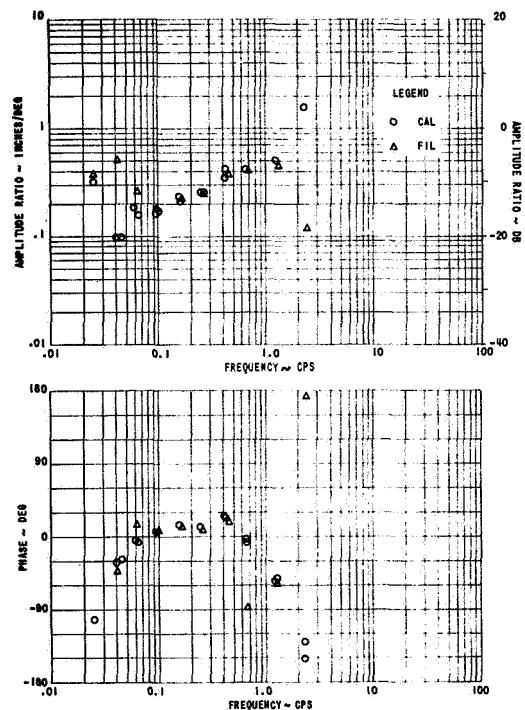 10
20
LEGEND
CAL
FIL
1
0
AMPLITUDE RATIO ~ INCHES/DEG
AMPLITUDE RATIO ~ DB
.1
-20
.01
-40
.01
0.1
1.0
10
100
FREQUENCY ~ CPS
180
90
0
PHASE ~ DEG
-90
-180
.01
0.1
1.0
10
100
FREQUENCY ~ CPS